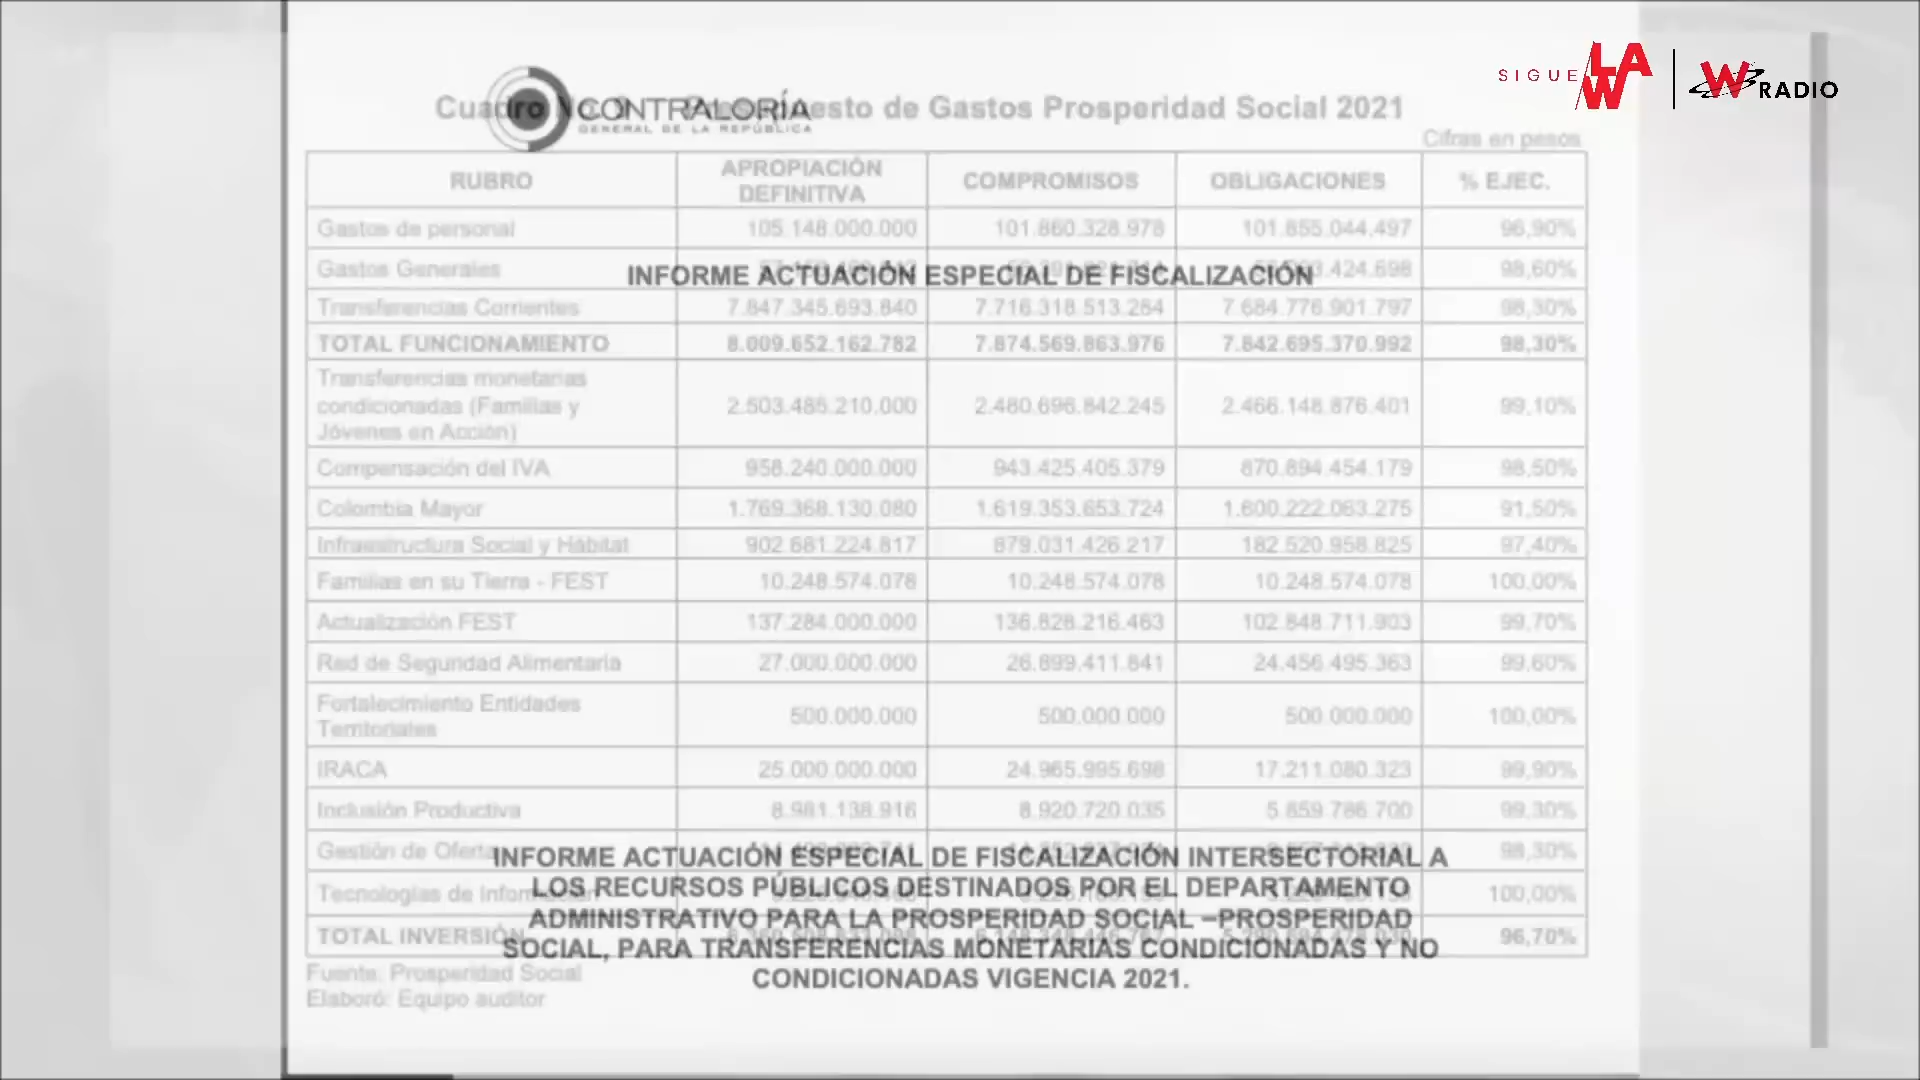 SIGUE LA W
W RADIO
CONTRALORÍA
GENERAL DE LA REPÚBLICA
Cuadro No. Presupuesto de Gastos Prosperidad Social 2021
Cifras en pesos
RUBRO APROPIACIÓN DEFINITIVA COMPROMISOS OBLIGACIONES % EJEC.
Gastos de personal 105.148.000.000 101.860.328.978 101.855.044.497 96,90%
Gastos Generales 98,60%
INFORME ACTUACIÓN ESPECIAL DE FISCALIZACIÓN
Transferencias Corrientes 7.847.345.693.840 7.716.318.513.284 7.684.776.901.797 98,30%
TOTAL FUNCIONAMIENTO 8.009.652.162.782 7.874.569.863.976 7.842.695.370.992 98,30%
Transferencias monetarias
condicionadas (Familias y
Jóvenes en Acción) 2.503.485.210.000 2.480.696.842.245 2.466.148.876.401 99,10%
Compensación del IVA 958.240.000.000 943.425.405.379 870.894.454.179 98,50%
Colombia Mayor 1.769.368.130.080 1.619.353.653.724 1.600.222.063.275 91,50%
Infraestructura Social y Hábitat 902.681.224.817 879.031.426.217 182.520.958.825 97,40%
Familias en su Tierra - FEST 10.248.574.078 10.248.574.078 10.248.574.078 100,00%
Actualización FEST 137.284.000.000 136.828.216.463 102.848.711.903 99,70%
Red de Seguridad Alimentaria 27.000.000.000 26.899.411.841 24.456.495.363 99,60%
Fortalecimiento Entidades
Territoriales 500.000.000 500.000.000 500.000.000 100,00%
IRACA 25.000.000.000 24.965.995.698 17.211.080.323 99,90%
Inclusión Productiva 8.981.138.916 8.920.720.035 5.859.786.700 99,30%
Gestión de Oferta 98,30%
Tecnologías de Información 100,00%
TOTAL INVERSIÓN 96,70%
INFORME ACTUACIÓN ESPECIAL DE FISCALIZACIÓN INTERSECTORIAL A
LOS RECURSOS PÚBLICOS DESTINADOS POR EL DEPARTAMENTO
ADMINISTRATIVO PARA LA PROSPERIDAD SOCIAL –PROSPERIDAD
SOCIAL, PARA TRANSFERENCIAS MONETARIAS CONDICIONADAS Y NO
CONDICIONADAS VIGENCIA 2021.
Fuente: Prosperidad Social
Elaboró: Equipo auditor